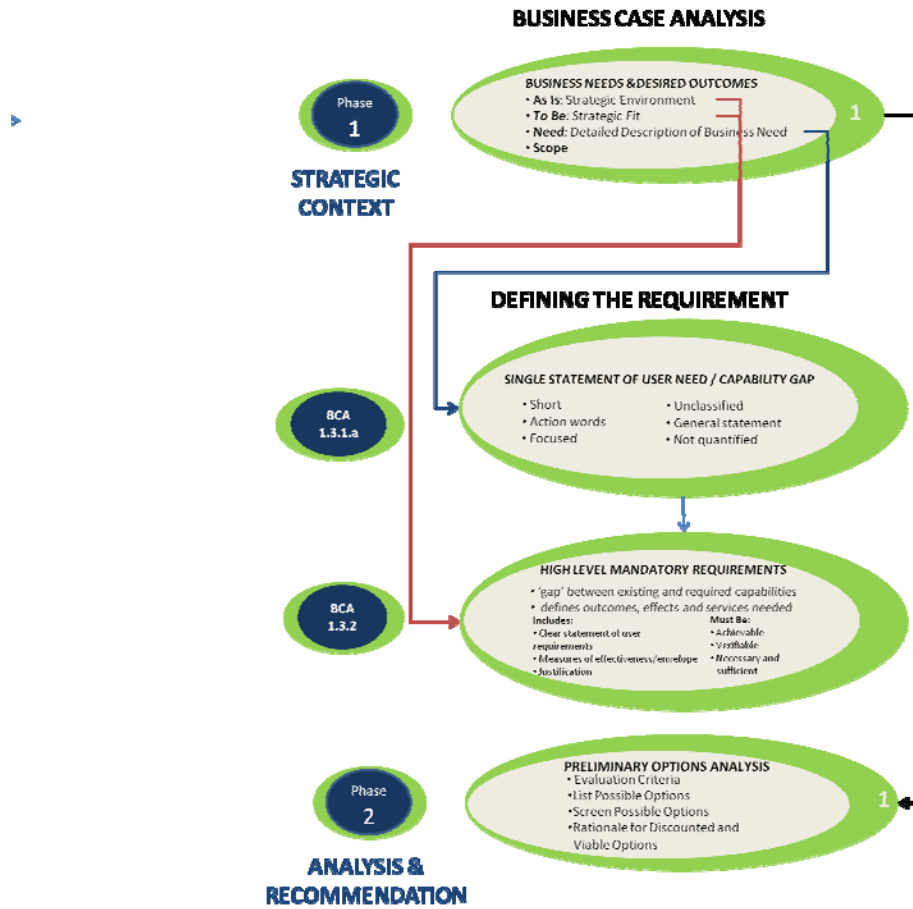 BUSINESS CASE ANALYSIS
Phase
1
STRATEGIC
CONTEXT
BUSINESS NEEDS &DESIRED OUTCOMES
• As Is: Strategic Environment
• To Be: Strategic Fit
• Need: Detailed Description of Business Need
• Scope
1
DEFINING THE REQUIREMENT
BCA
1.3.1.a
SINGLE STATEMENT OF USER NEED / CAPABILITY GAP
• Short
• Action words
• Focused
• Unclassified
• General statement
• Not quantified
BCA
1.3.2
HIGH LEVEL MANDATORY REQUIREMENTS
• 'gap' between existing and required capabilities
• defines outcomes, effects and services needed
Includes:
• Clear statement of user
requirements
• Measures of effectiveness/envelope
• Justification
Must Be:
• Achievable
• Verifiable
• Necessary and
sufficient
Phase
2
ANALYSIS &
RECOMMENDATION
PRELIMINARY OPTIONS ANALYSIS
• Evaluation Criteria
• List Possible Options
• Screen Possible Options
• Rationale for Discounted and
Viable Options
1